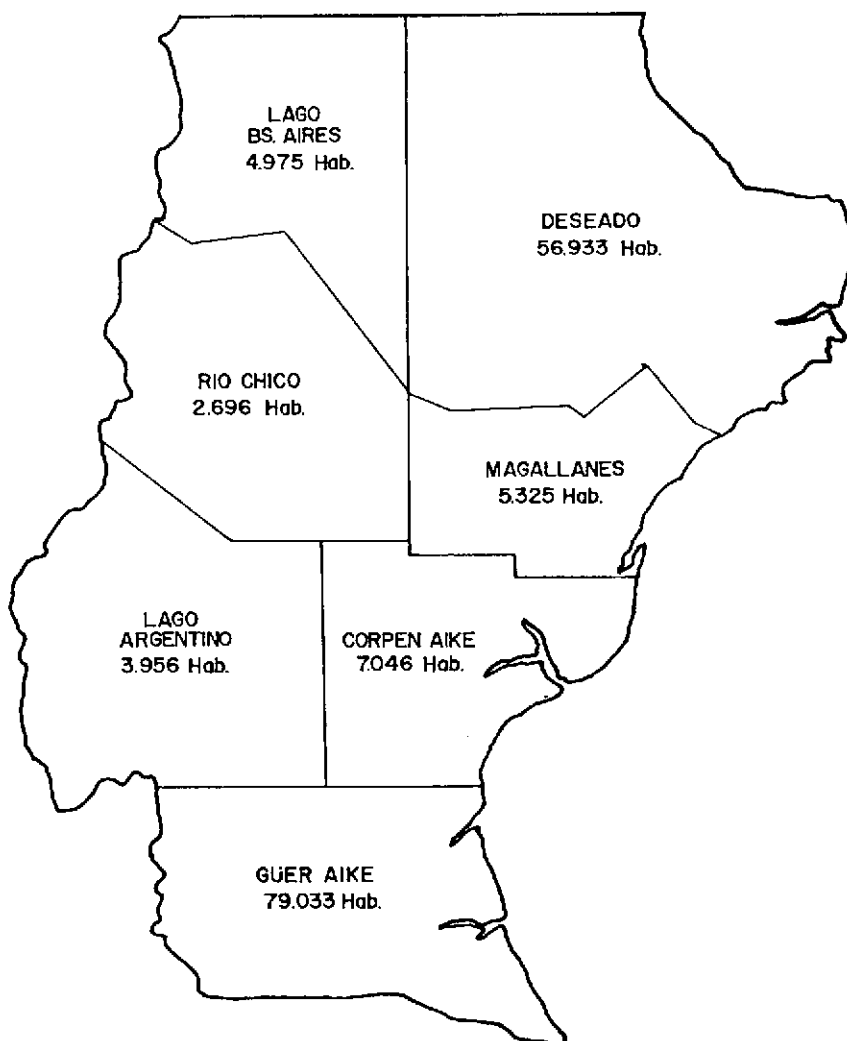 LAGO
BS. AIRES
4.975 Hab.
DESEADO
56.933 Hab.
RIO CHICO
2.696 Hab.
MAGALLANES
5.325 Hab.
LAGO
ARGENTINO
3.956 Hab.
CORPEN AIKE
7.046 Hab.
GÜER AIKE
79.033 Hab.